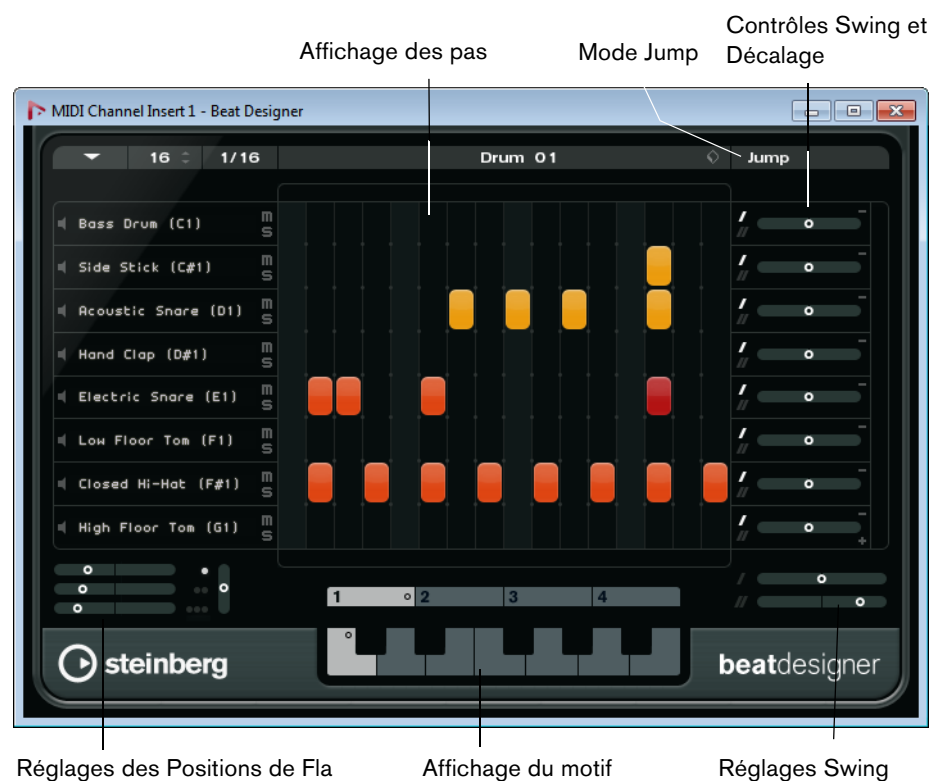 Affichage des pas
Mode Jump
Contrôles Swing et
Décalage
MIDI Channel Insert 1 - Beat Designer
16
1/16
Drum 01
Jump
Bass Drum (C1)
m
s
Side Stick (C#1)
m
s
Acoustic Snare (D1)
m
s
Hand Clap (D#1)
m
s
Electric Snare (E1)
m
s
Low Floor Tom (F1)
m
s
Closed Hi-Hat (F#1)
m
s
High Floor Tom (G1)
m
s
1
2
3
4
steinberg
beatdesigner
Réglages des Positions de Fla
Affichage du motif
Réglages Swing